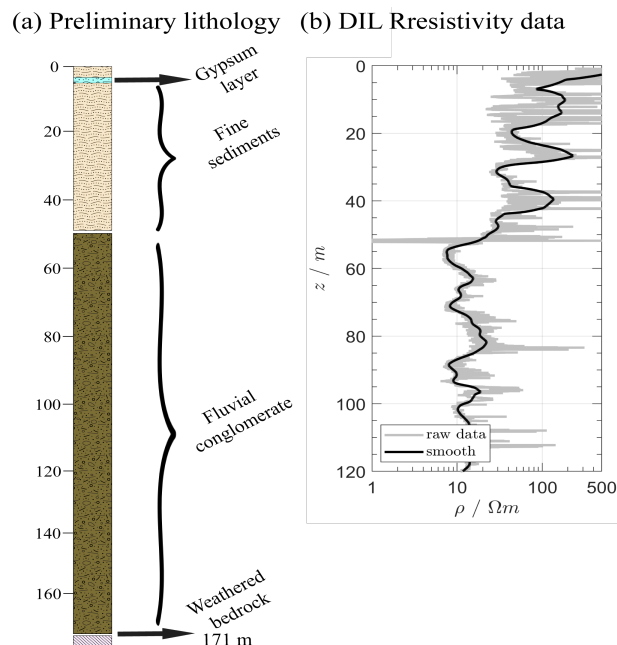 (a) Preliminary lithology
(b) DIL Rresistivity data
Gypsum
layer
Fine
sediments
Fluvial
conglomerate
Weathered
bedrock
171 m
0
20
40
60
80
100
120
140
160
0
20
40
60
80
100
120
z / m
raw data
smooth
1
10
100
500
ρ / Ωm